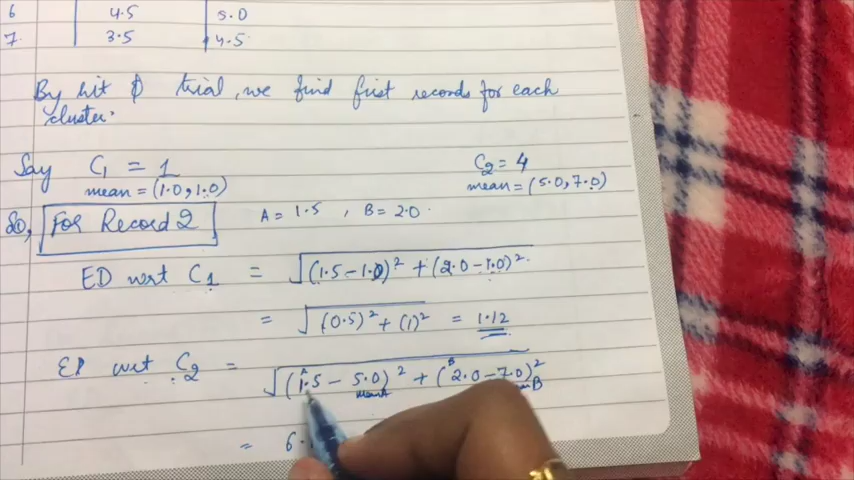 6 4.5 5.0
7. 3.5 4.5
By hit & trial, we find first records for each
cluster.
Say C1 = 1 C2 = 4
mean = (1.0, 1.0) mean = (5.0, 7.0)
So, For Record 2 A = 1.5 , B = 2.0
ED wrt C1 = √(1.5-1.0)² + (2.0-1.0)²
= √(0.5)² + (1)² = 1.12
ED wrt C2 = √(1.5 - 5.0)² + (2.0-7.0)²
= 6.